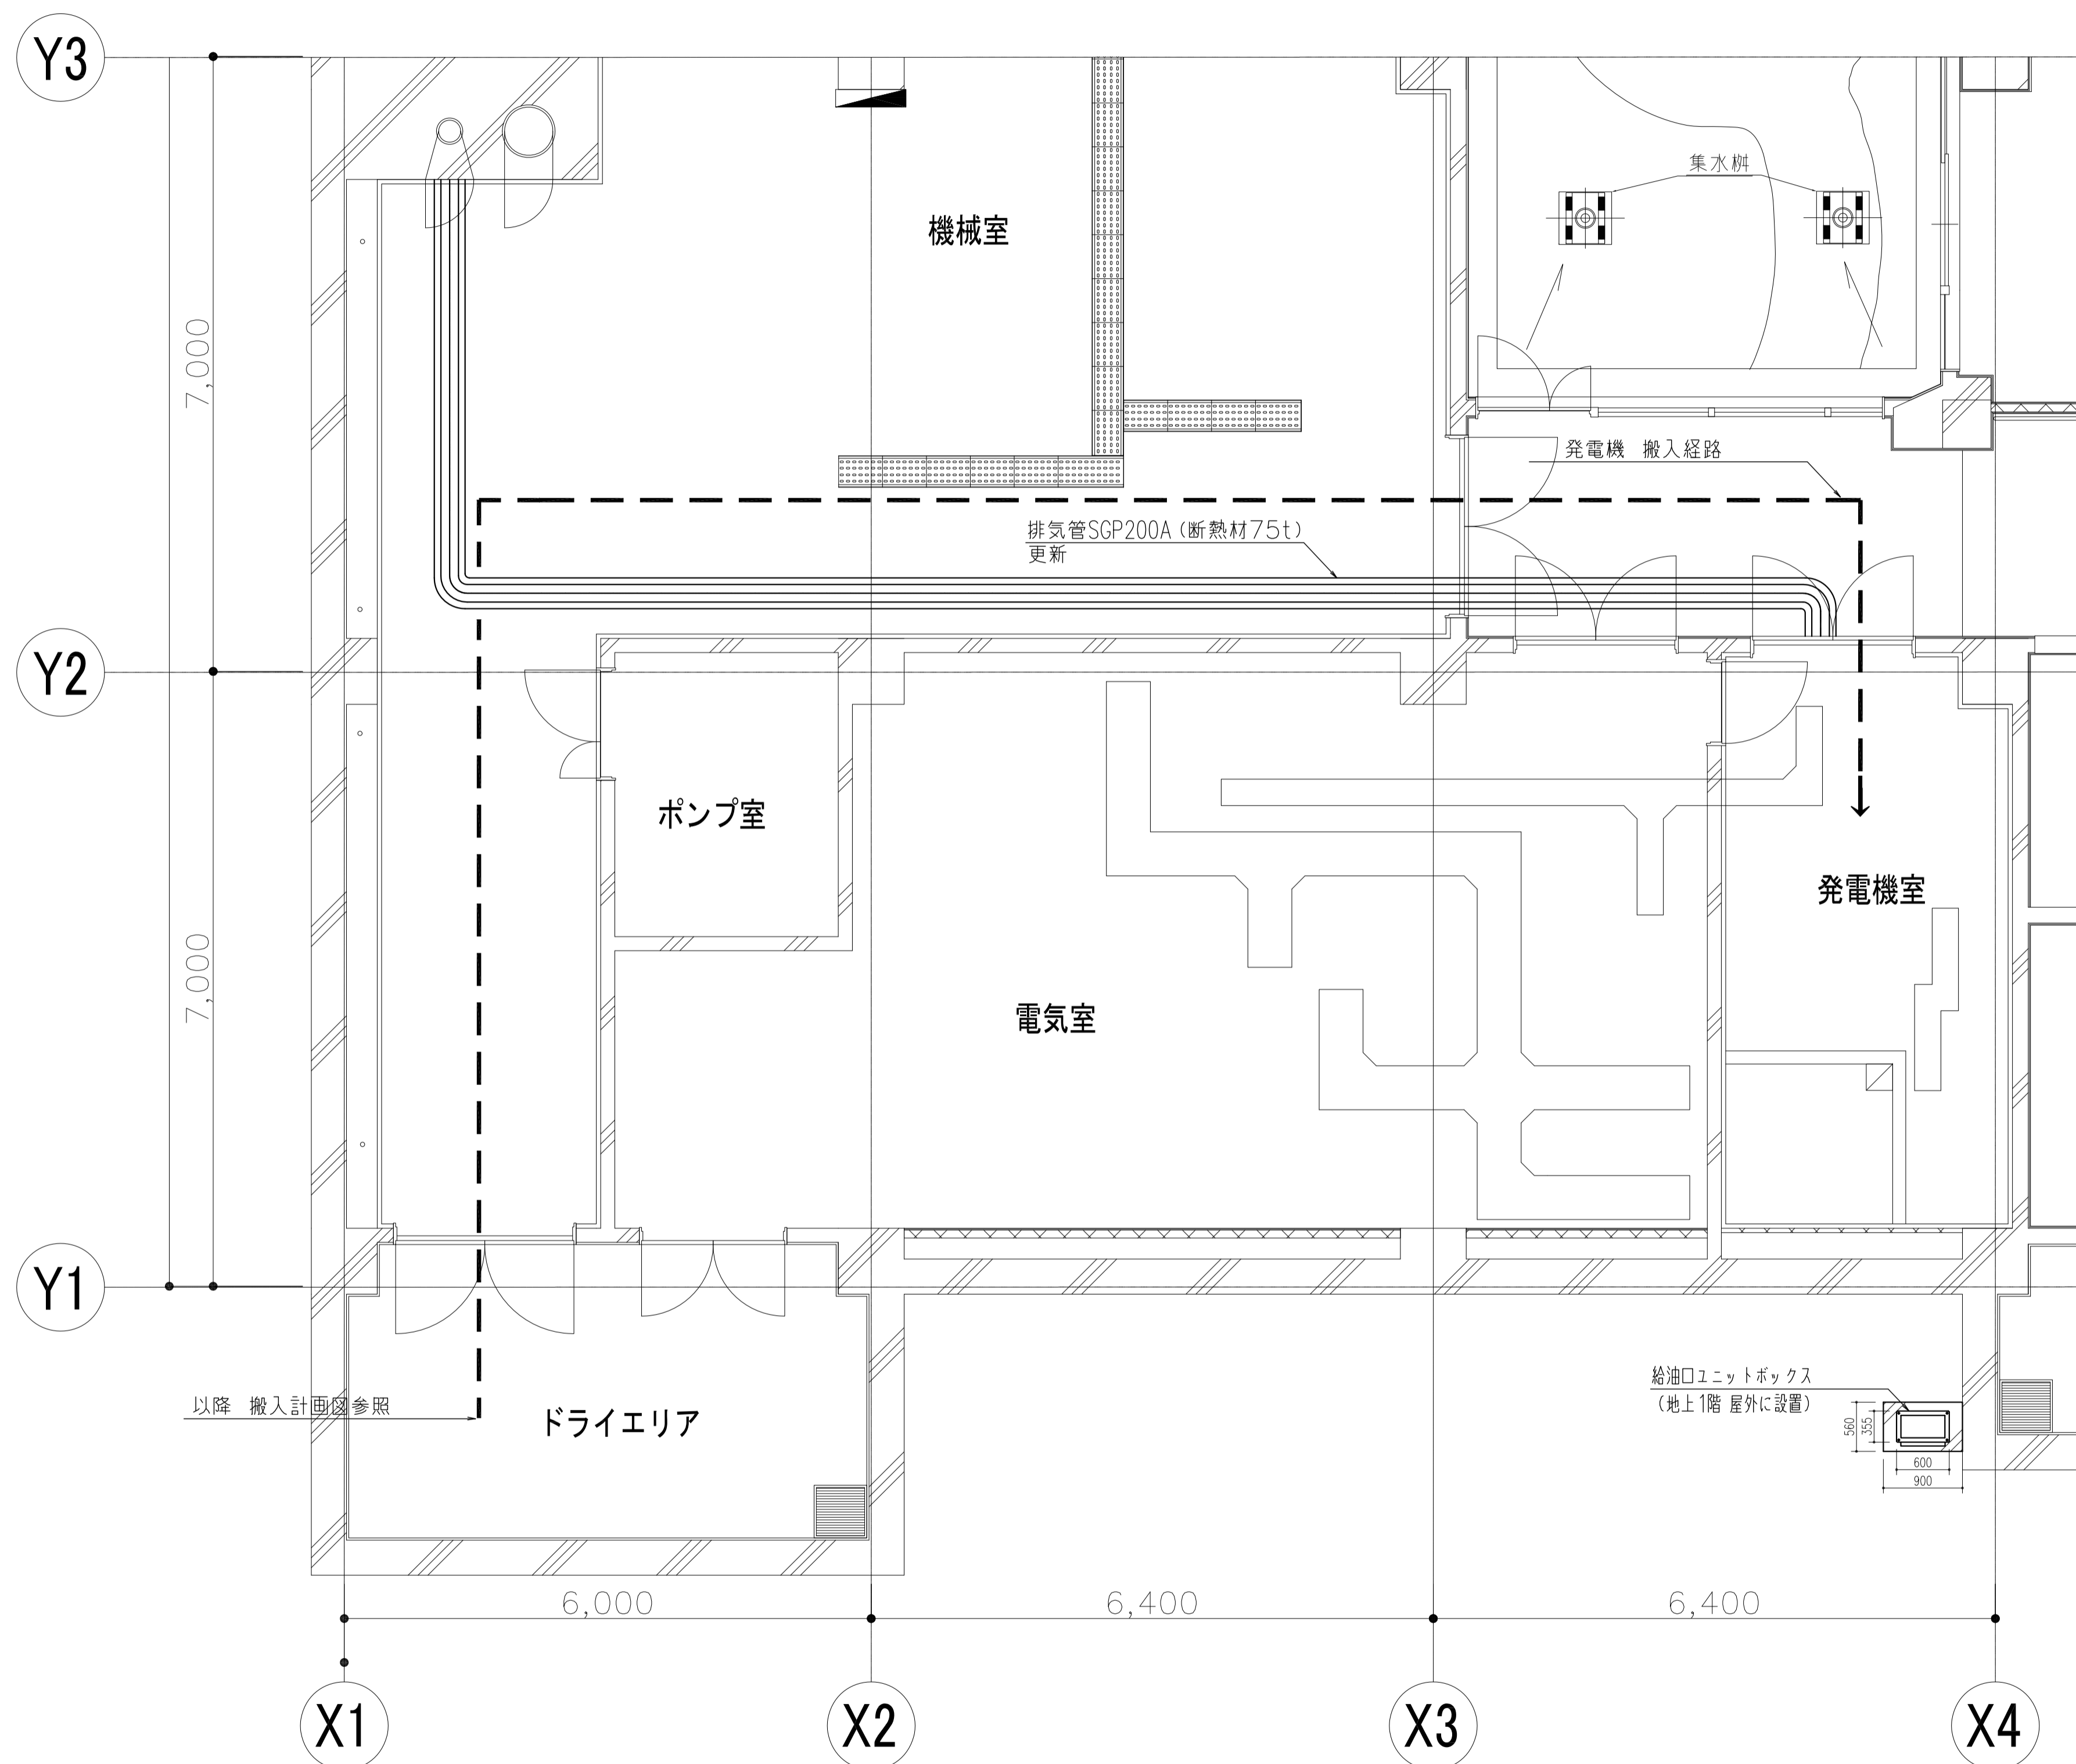 Y3
集水桝
機械室
7,000
発電機 搬入経路
排気管SGP200A(断熱材75t)
更新
Y2
ポンプ室
発電機室
7,000
電気室
Y1
給油口ユニットボックス
(地上1階 屋外に設置)
以降 搬入計画図参照
ドライエリア
560
355
600
900
6,000
6,400
6,400
X1
X2
X3
X4